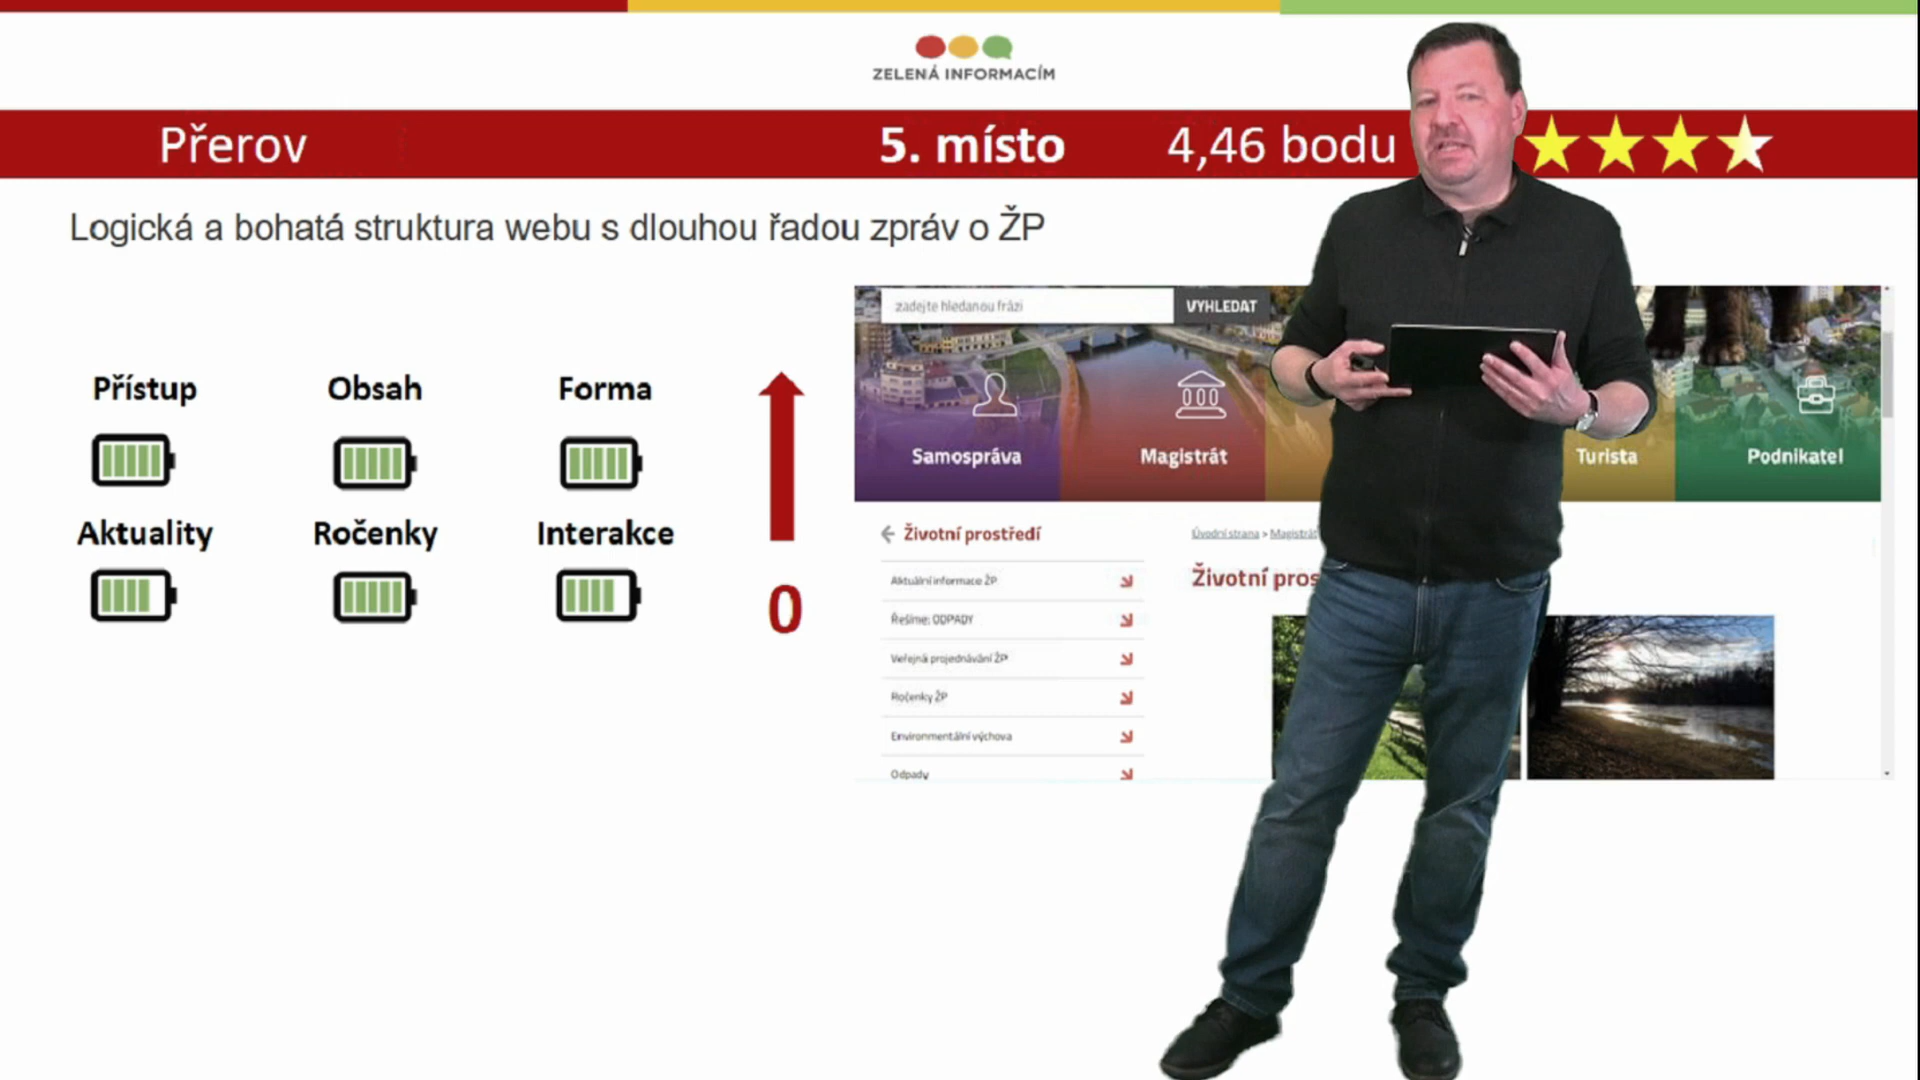 ZELENÁ INFORMACÍM
Přerov 5. místo 4,46 bodu
Logická a bohatá struktura webu s dlouhou řadou zpráv o ŽP
Přístup Obsah Forma
Aktuality Ročenky Interakce
0
zadejte hledanou frázi VYHLEDAT
Samospráva Magistrát Turista Podnikatel
Životní prostředí
Aktuální informace ŽP
Řešíme: ODPADY
Veřejná projednávání ŽP
Ročenky ŽP
Environmentální výchova
Odpady
Úvodní strana > Magistrát
Životní pros